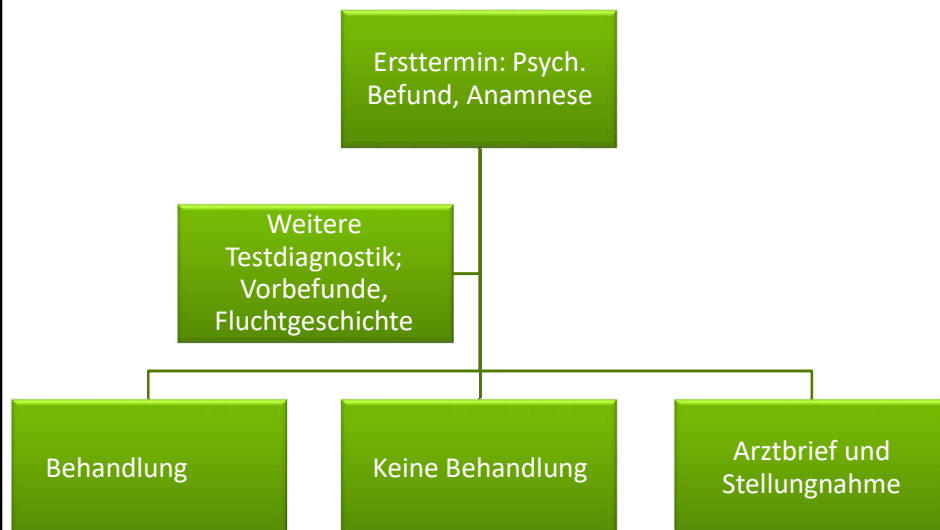 Ersttermin: Psych.
Befund, Anamnese
Weitere
Testdiagnostik;
Vorbefunde,
Fluchtgeschichte
Behandlung
Keine Behandlung
Arztbrief und
Stellungnahme